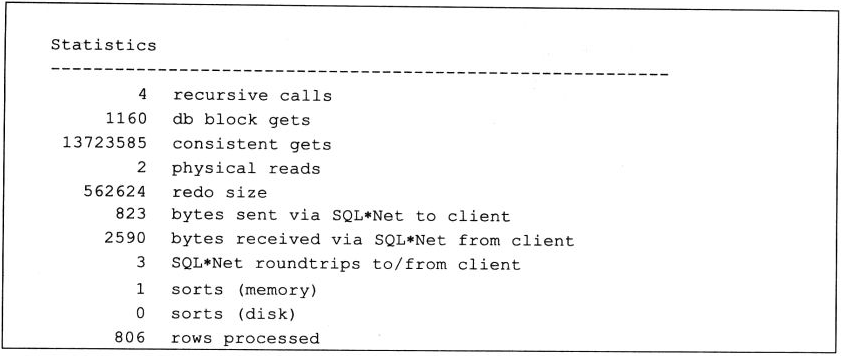 Statistics
----------------------------------------------------------
4 recursive calls
1160 db block gets
13723585 consistent gets
2 physical reads
562624 redo size
823 bytes sent via SQL*Net to client
2590 bytes received via SQL*Net from client
3 SQL*Net roundtrips to/from client
1 sorts (memory)
0 sorts (disk)
806 rows processed